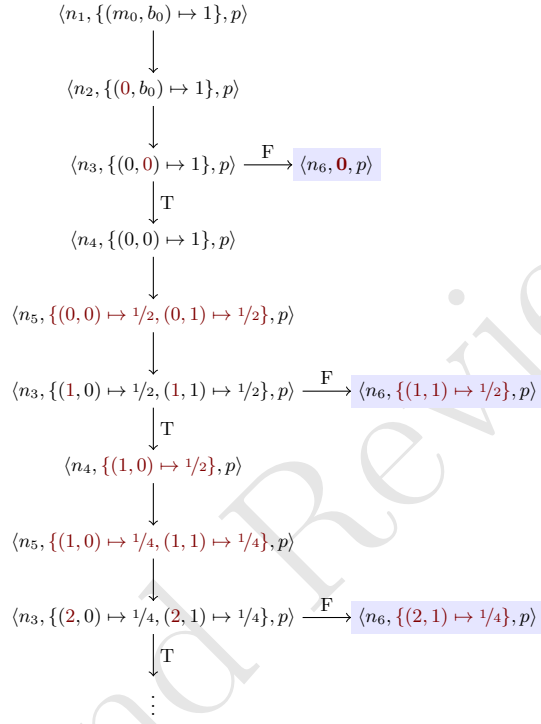 ⟨n₁, {(m₀, b₀) ↦ 1}, p⟩
⟨n₂, {(0, b₀) ↦ 1}, p⟩
⟨n₃, {(0, 0) ↦ 1}, p⟩ F ⟨n₆, 𝟎, p⟩
T
⟨n₄, {(0, 0) ↦ 1}, p⟩
⟨n₅, {(0, 0) ↦ 1/2, (0, 1) ↦ 1/2}, p⟩
⟨n₃, {(1, 0) ↦ 1/2, (1, 1) ↦ 1/2}, p⟩ F ⟨n₆, {(1, 1) ↦ 1/2}, p⟩
T
⟨n₄, {(1, 0) ↦ 1/2}, p⟩
⟨n₅, {(1, 0) ↦ 1/4, (1, 1) ↦ 1/4}, p⟩
⟨n₃, {(2, 0) ↦ 1/4, (2, 1) ↦ 1/4}, p⟩ F ⟨n₆, {(2, 1) ↦ 1/4}, p⟩
T
⋮